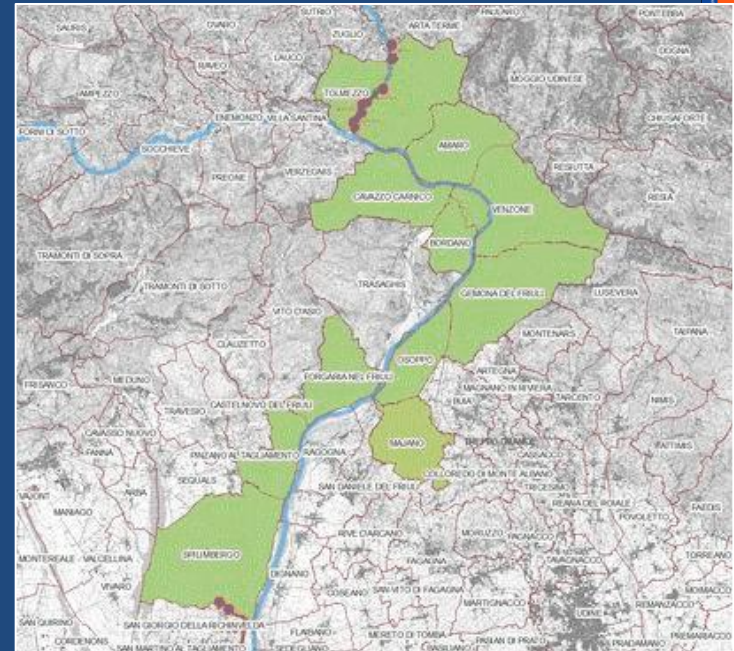 SUTRIO
PAULARO
PONTEBBA
SAURIS
OVARO
ZUGLIO
ARTA TERME
DOGNA
LAUCO
RAVEO
MOGGIO UDINESE
AMPEZZO
TOLMEZZO
CHIUSAFORTE
ENEMONZO
VILLA SANTINA
FORNI DI SOTTO
SOCCHIEVE
AMARO
VERZEGNIS
RESIUTTA
PREONE
CAVAZZO CARNICO
RESIA
VENZONE
BORDANO
TRAMONTI DI SOPRA
TRASAGHIS
TRAMONTI DI SOTTO
GEMONA DEL FRIULI
LUSEVERA
VITO D'ASIO
MONTENARS
TAIPANA
CLAUZETTO
OSOPPO
ARTEGNA
FORGARIA NEL FRIULI
MAGNANO IN RIVIERA
FRISANCO
MEDUNO
BUIA
TARCENTO
NIMIS
CASTELNOVO DEL FRIULI
TRAVESIO
CAVASSO NUOVO
MAJANO
TREPPO GRANDE
ATTIMIS
FANNA
PINZANO AL TAGLIAMENTO
RAGOGNA
CASSACCO
COLLOREDO DI MONTE ALBANO
SEQUALS
SAN DANIELE DEL FRIULI
TRICESIMO
VAJONT
ARBA
REANA DEL ROIALE
FAEDIS
MANIAGO
POVOLETTO
RIVE D'ARCANO
MORUZZO
PAGNACCO
MONTEREALE - VALCELLINA
SPILIMBERGO
FAGAGNA
TAVAGNACCO
TORREANO
VIVARO
DIGNANO
COSEANO
SAN VITO DI FAGAGNA
MOIMACCO
MARTIGNACCO
REMANZACCO
UDINE
SAN QUIRINO
SAN GIORGIO DELLA RICHINVELDA
FLAIBANO
MERETO DI TOMBA
PASIAN DI PRATO
PREMARIACCO
CORDENONS
PRADAMANO
SAN MARTINO AL TAGLIAMENTO
SEDEGLIANO
BASILIANO